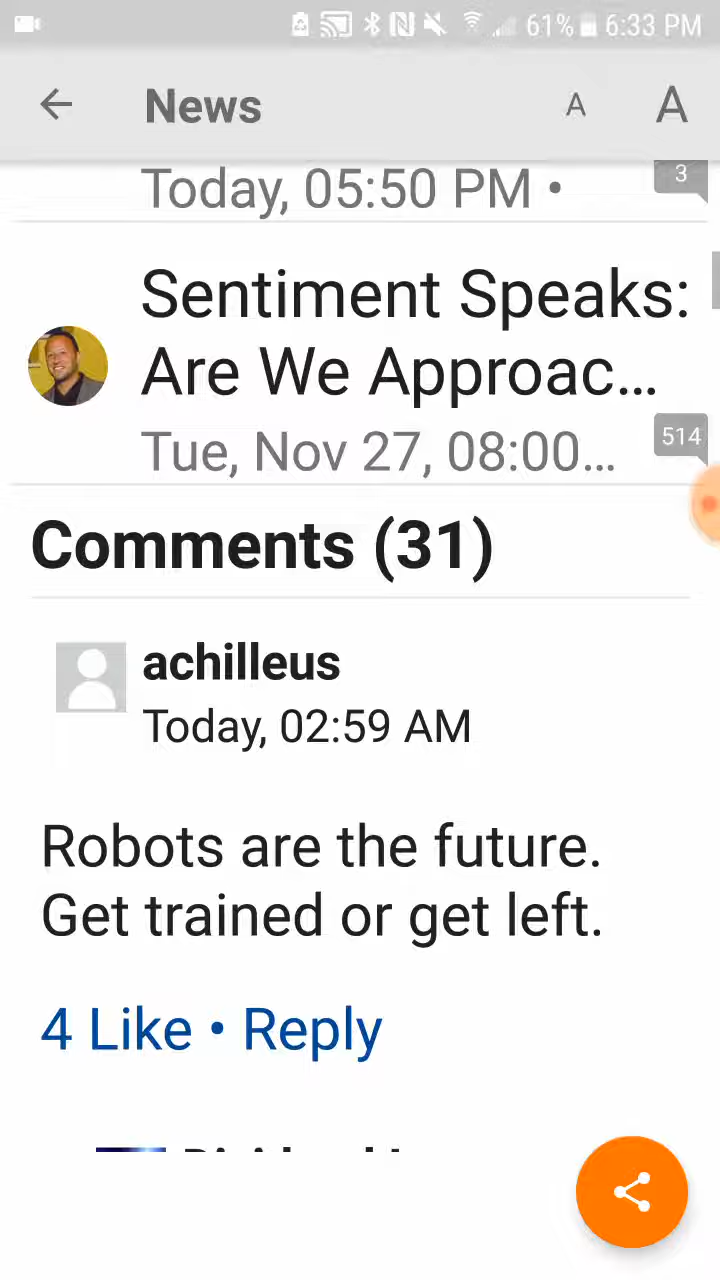 61% 6:33 PM
News A A
Today, 05:50 PM •
3
Sentiment Speaks:
Are We Approac...
Tue, Nov 27, 08:00...
514
Comments (31)
achilleus
Today, 02:59 AM
Robots are the future.
Get trained or get left.
4 Like • Reply